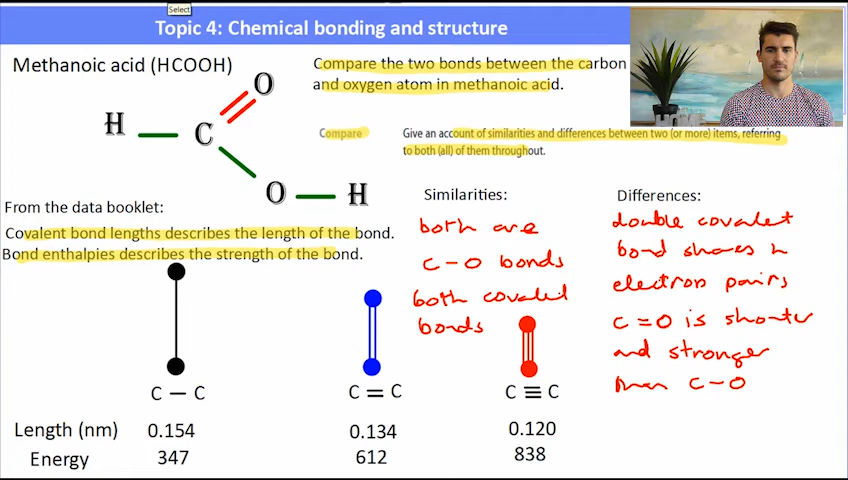 Select
Topic 4: Chemical bonding and structure
Methanoic acid (HCOOH)
O
H
C
O
H
Compare the two bonds between the carbon
and oxygen atom in methanoic acid.
Compare
Give an account of similarities and differences between two (or more) items, referring
to both (all) of them throughout.
From the data booklet:
Covalent bond lengths describes the length of the bond.
Bond enthalpies describes the strength of the bond.
Similarities:
both are
C-O bonds
both covalent
bonds
Differences:
double covalent
bond shares
electron pairs
C=O is shorter
and stronger
than C-O
C — C
C = C
C ≡ C
Length (nm) 0.154 0.134 0.120
Energy 347 612 838